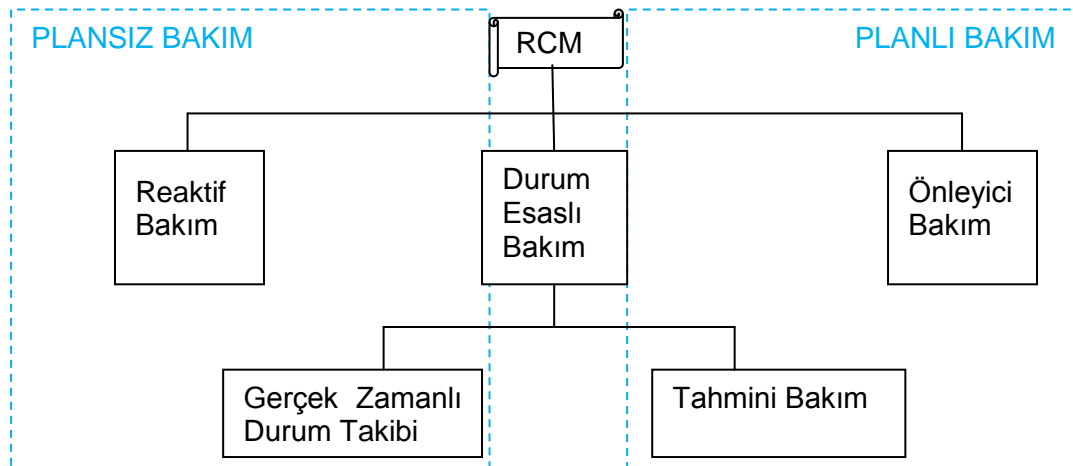 PLANSIZ BAKIM
RCM
PLANLI BAKIM
Reaktif
Bakım
Durum
Esaslı
Bakım
Önleyici
Bakım
Gerçek Zamanlı
Durum Takibi
Tahmini Bakım